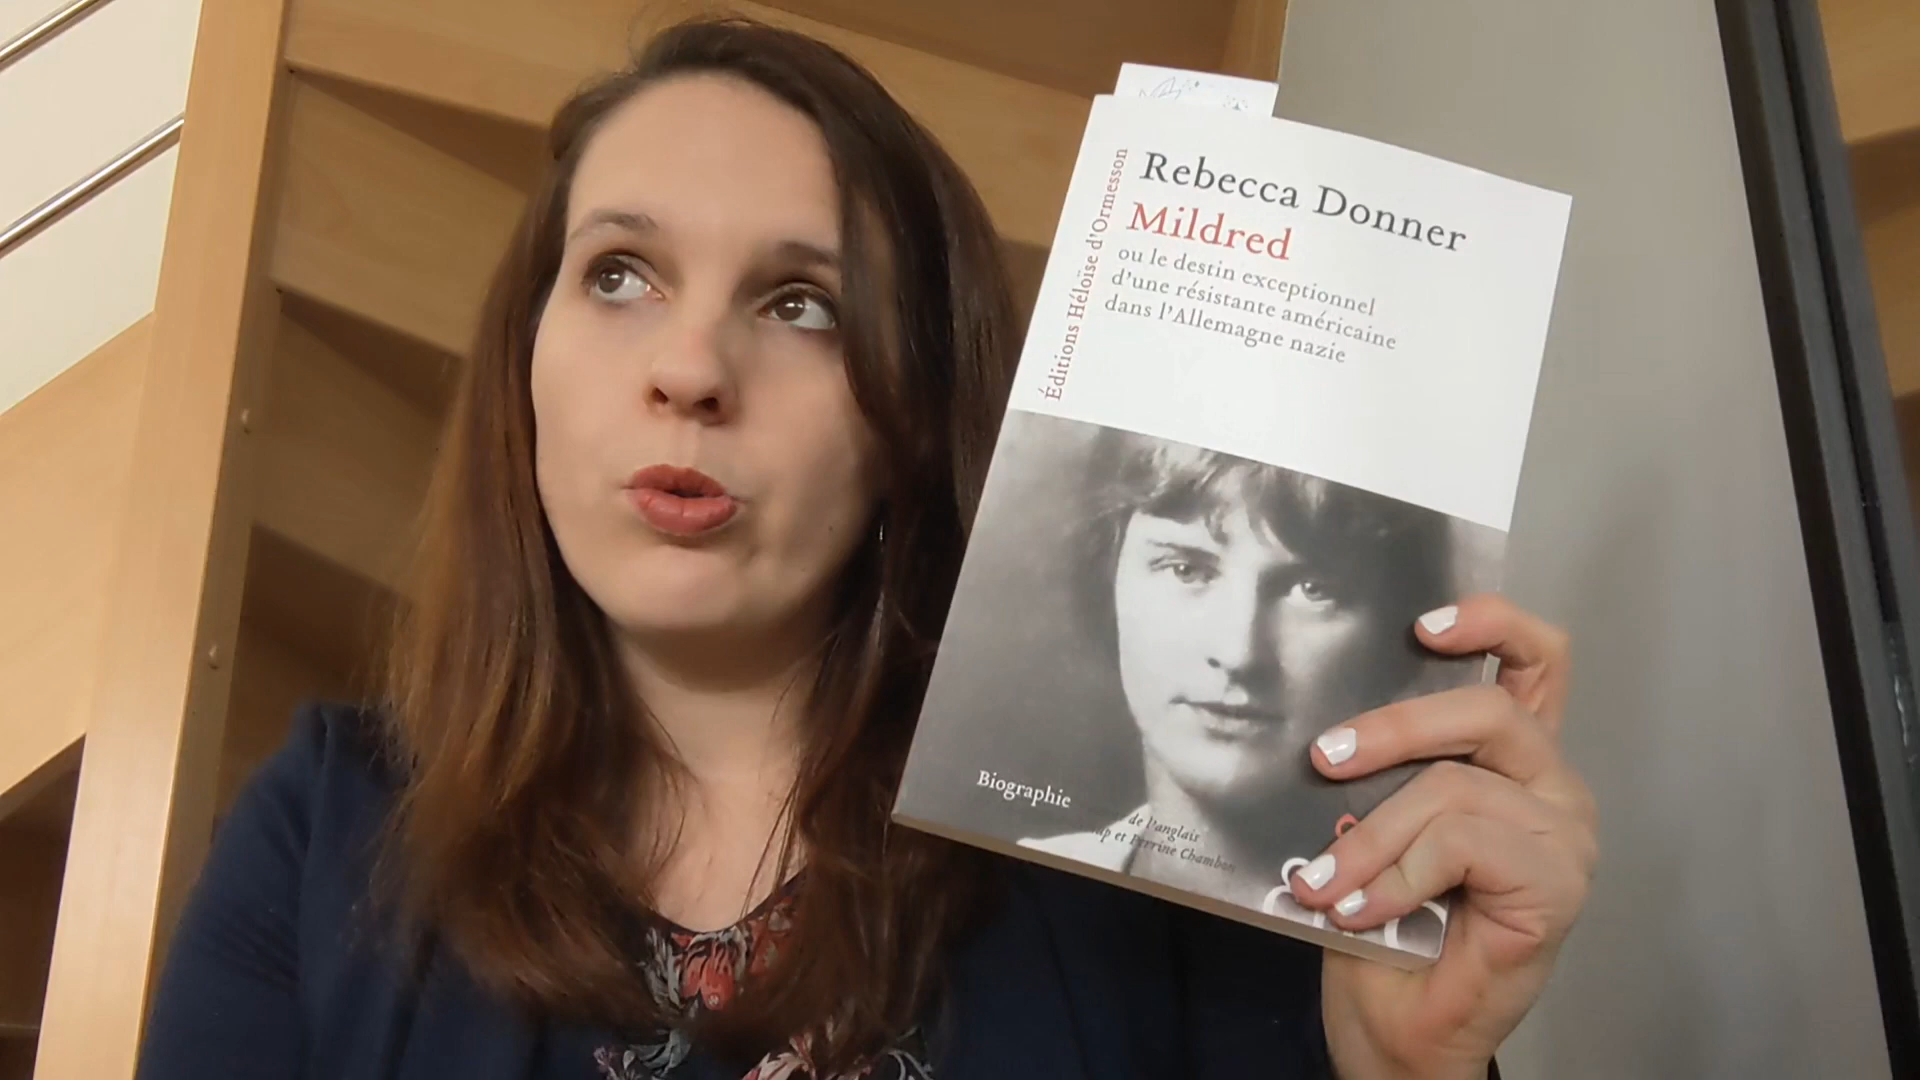 Rebecca Donner
Mildred
ou le destin exceptionnel
d'une résistante américaine
dans l'Allemagne nazie
Éditions Héloïse d'Ormesson
Biographie
de l'anglais
et Perrine Chambon